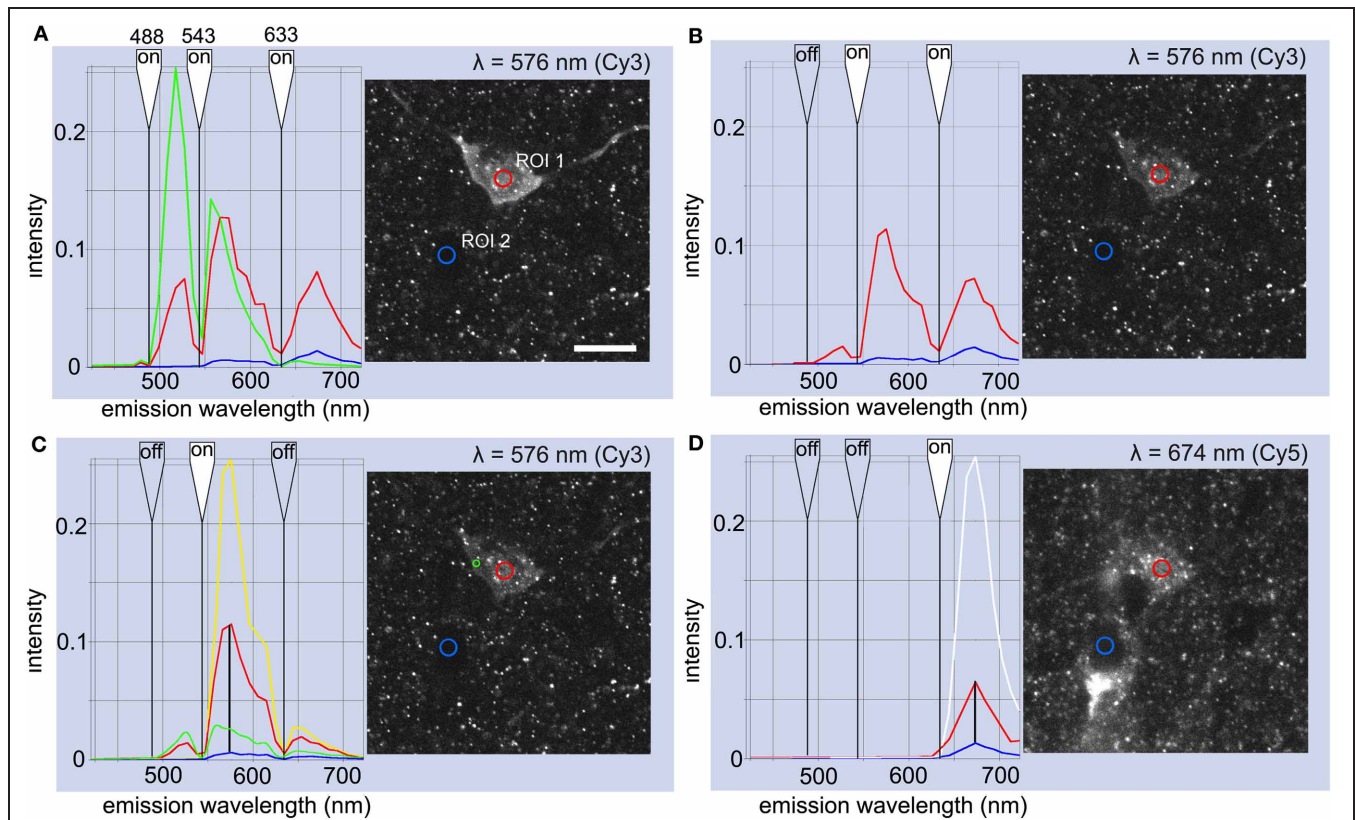 A
488 543 633
on on on
λ = 576 nm (Cy3)
0.2
0.1
0
intensity
500 600 700
emission wavelength (nm)
ROI 1
ROI 2
B
off on on
λ = 576 nm (Cy3)
0.2
0.1
0
intensity
500 600 700
emission wavelength (nm)
C
off on off
λ = 576 nm (Cy3)
0.2
0.1
0
intensity
500 600 700
emission wavelength (nm)
D
off off on
λ = 674 nm (Cy5)
0.2
0.1
0
intensity
500 600 700
emission wavelength (nm)